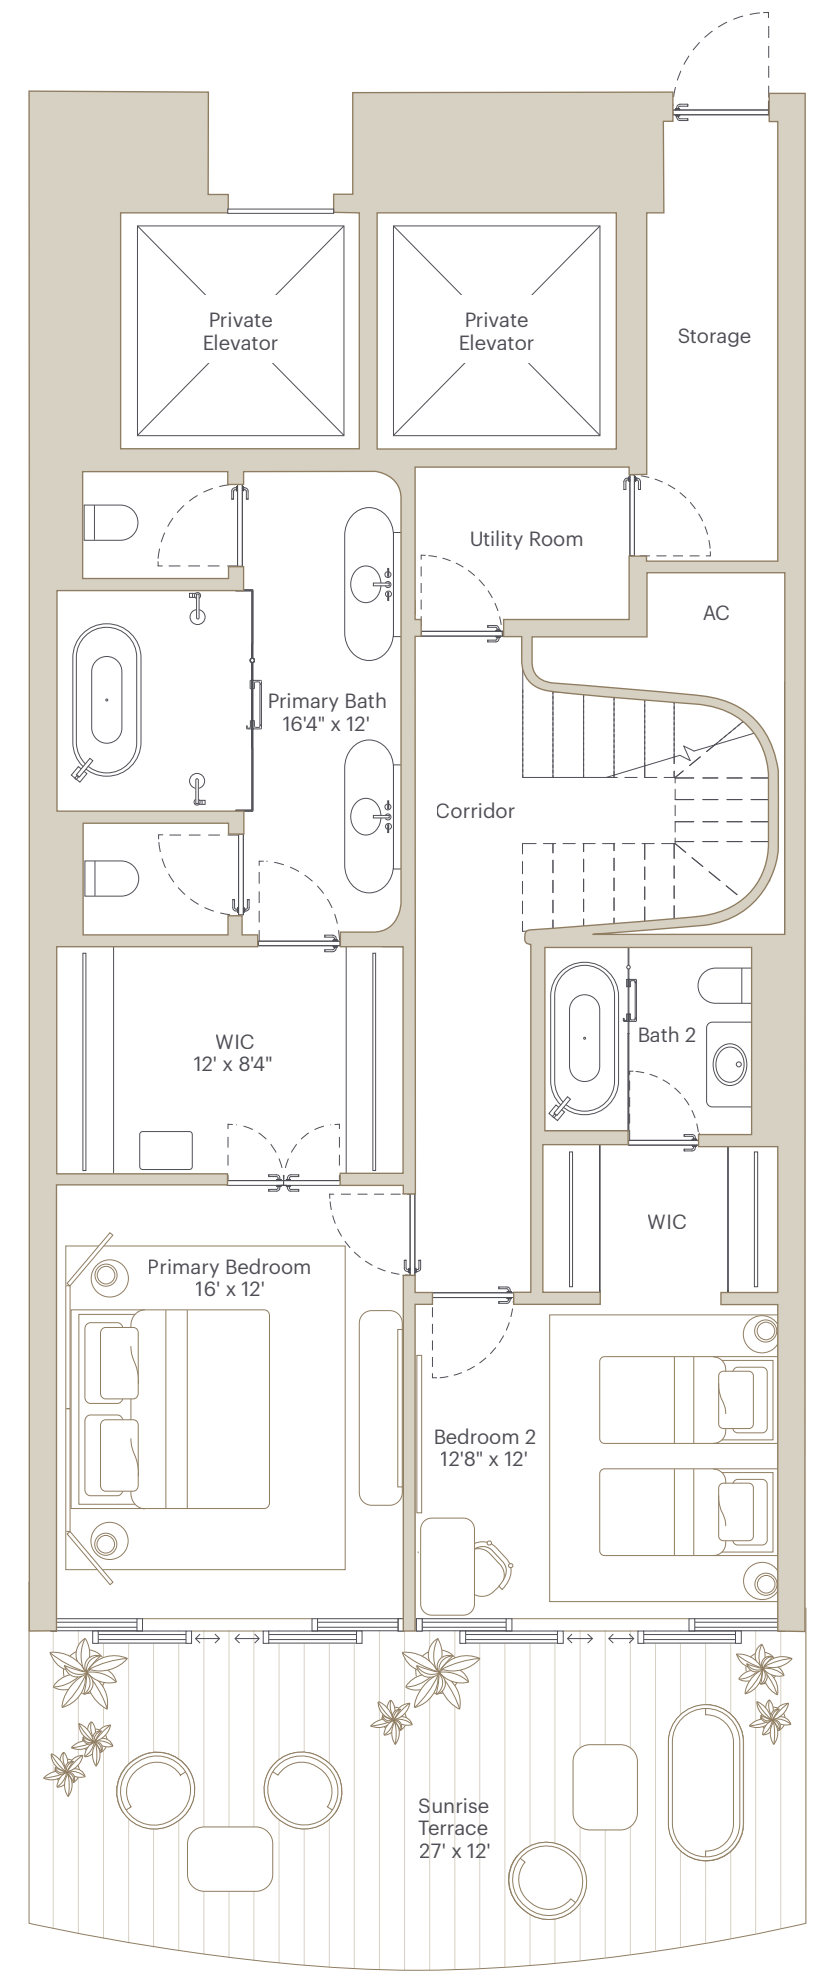 Private
Elevator
Private
Elevator
Storage
Utility Room
AC
Primary Bath
16'4" x 12'
Corridor
WIC
12' x 8'4"
Bath 2
WIC
Primary Bedroom
16' x 12'
Bedroom 2
12'8" x 12'
Sunrise
Terrace
27' x 12'